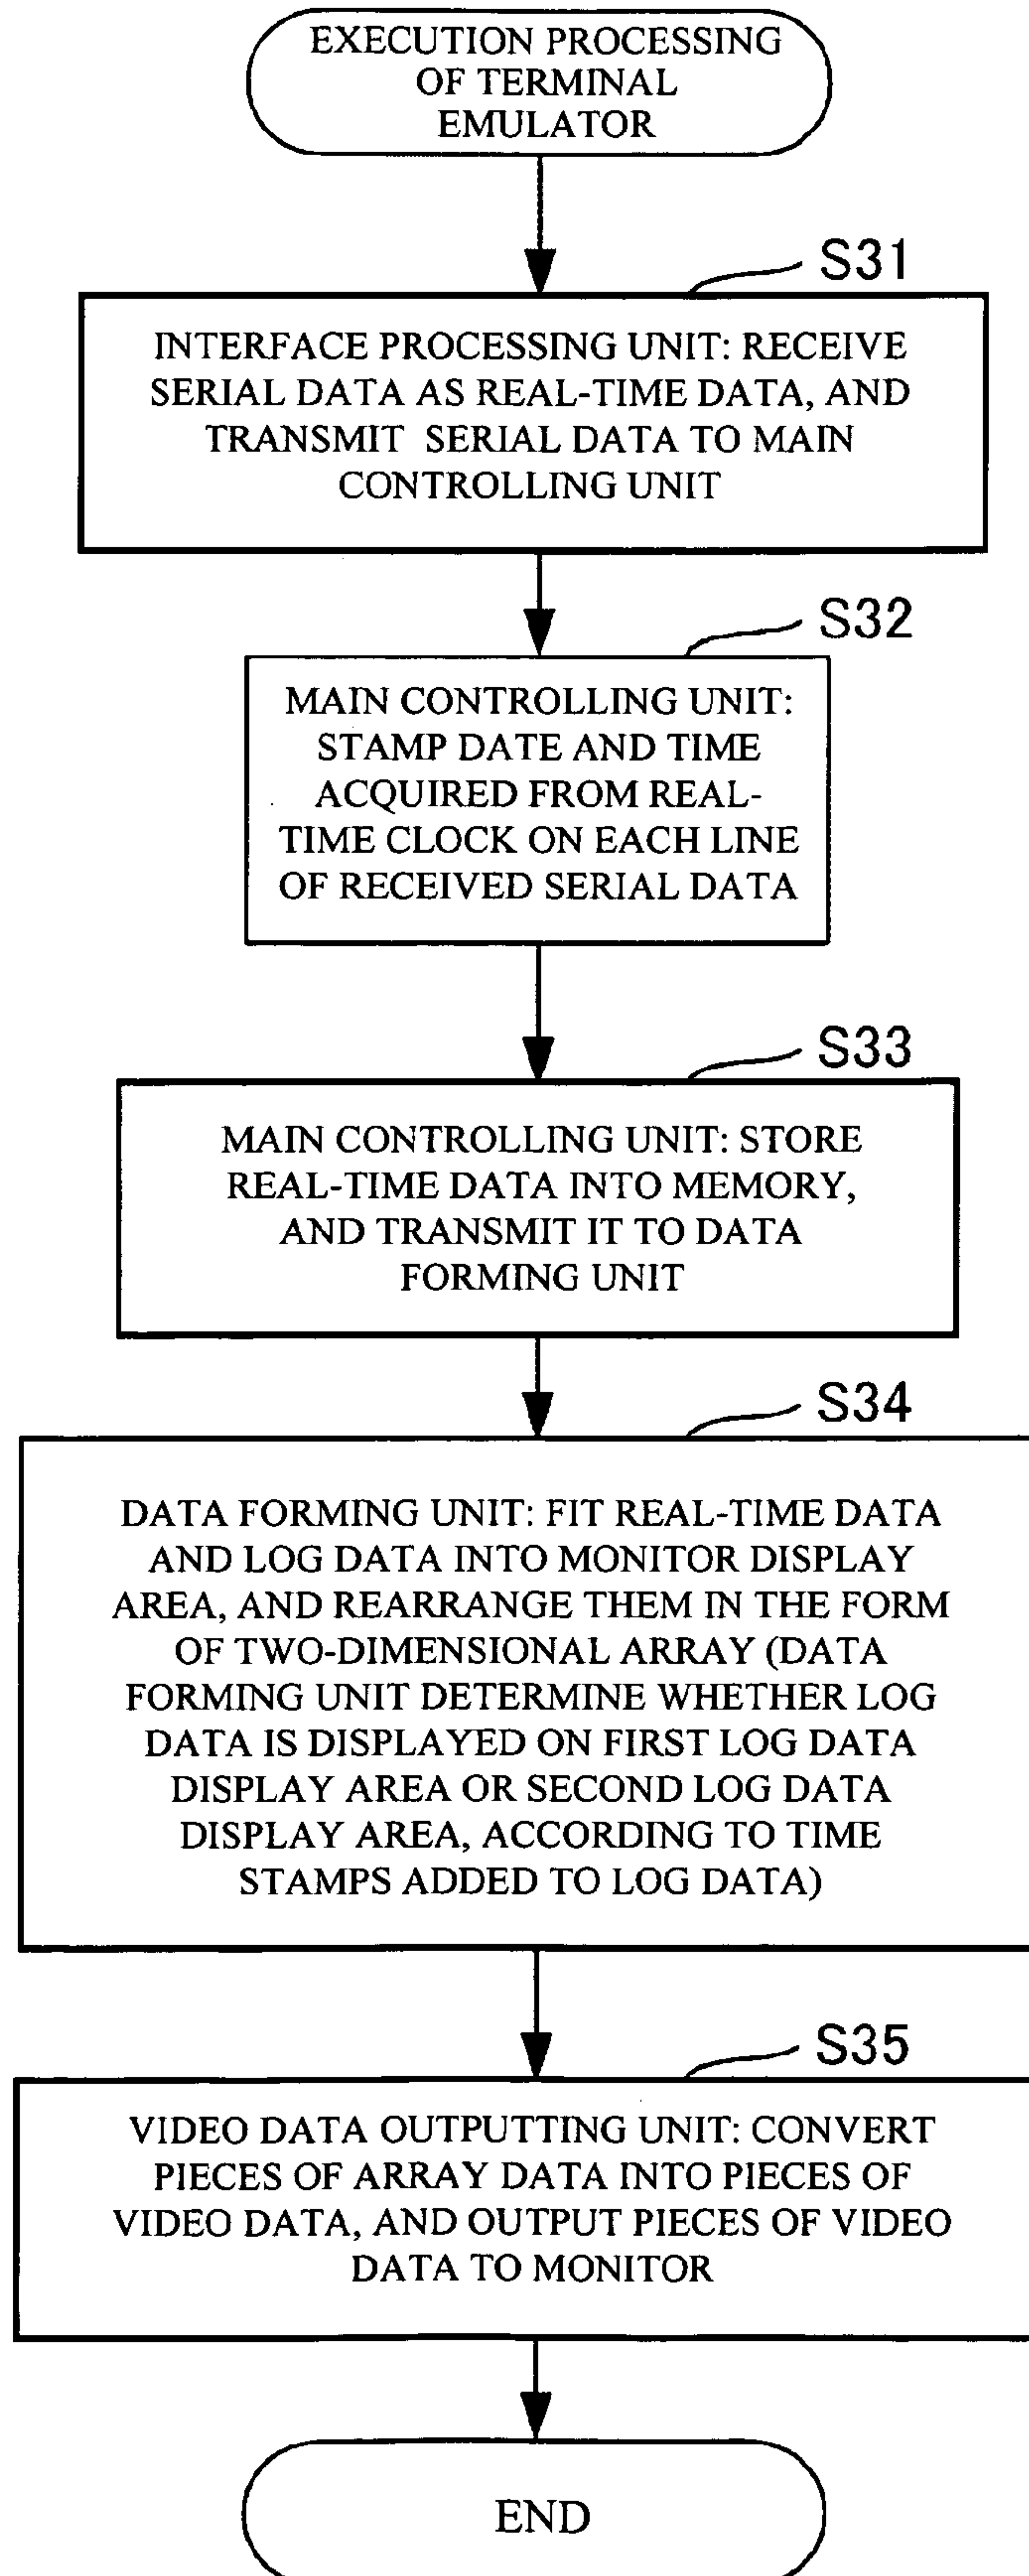 EXECUTION PROCESSING
OF TERMINAL
EMULATOR
S31
INTERFACE PROCESSING UNIT: RECEIVE
SERIAL DATA AS REAL-TIME DATA, AND
TRANSMIT SERIAL DATA TO MAIN
CONTROLLING UNIT
S32
MAIN CONTROLLING UNIT:
STAMP DATE AND TIME
ACQUIRED FROM REAL-
TIME CLOCK ON EACH LINE
OF RECEIVED SERIAL DATA
S33
MAIN CONTROLLING UNIT: STORE
REAL-TIME DATA INTO MEMORY,
AND TRANSMIT IT TO DATA
FORMING UNIT
S34
DATA FORMING UNIT: FIT REAL-TIME DATA
AND LOG DATA INTO MONITOR DISPLAY
AREA, AND REARRANGE THEM IN THE FORM
OF TWO-DIMENSIONAL ARRAY (DATA
FORMING UNIT DETERMINE WHETHER LOG
DATA IS DISPLAYED ON FIRST LOG DATA
DISPLAY AREA OR SECOND LOG DATA
DISPLAY AREA, ACCORDING TO TIME
STAMPS ADDED TO LOG DATA)
S35
VIDEO DATA OUTPUTTING UNIT: CONVERT
PIECES OF ARRAY DATA INTO PIECES OF
VIDEO DATA, AND OUTPUT PIECES OF VIDEO
DATA TO MONITOR
END